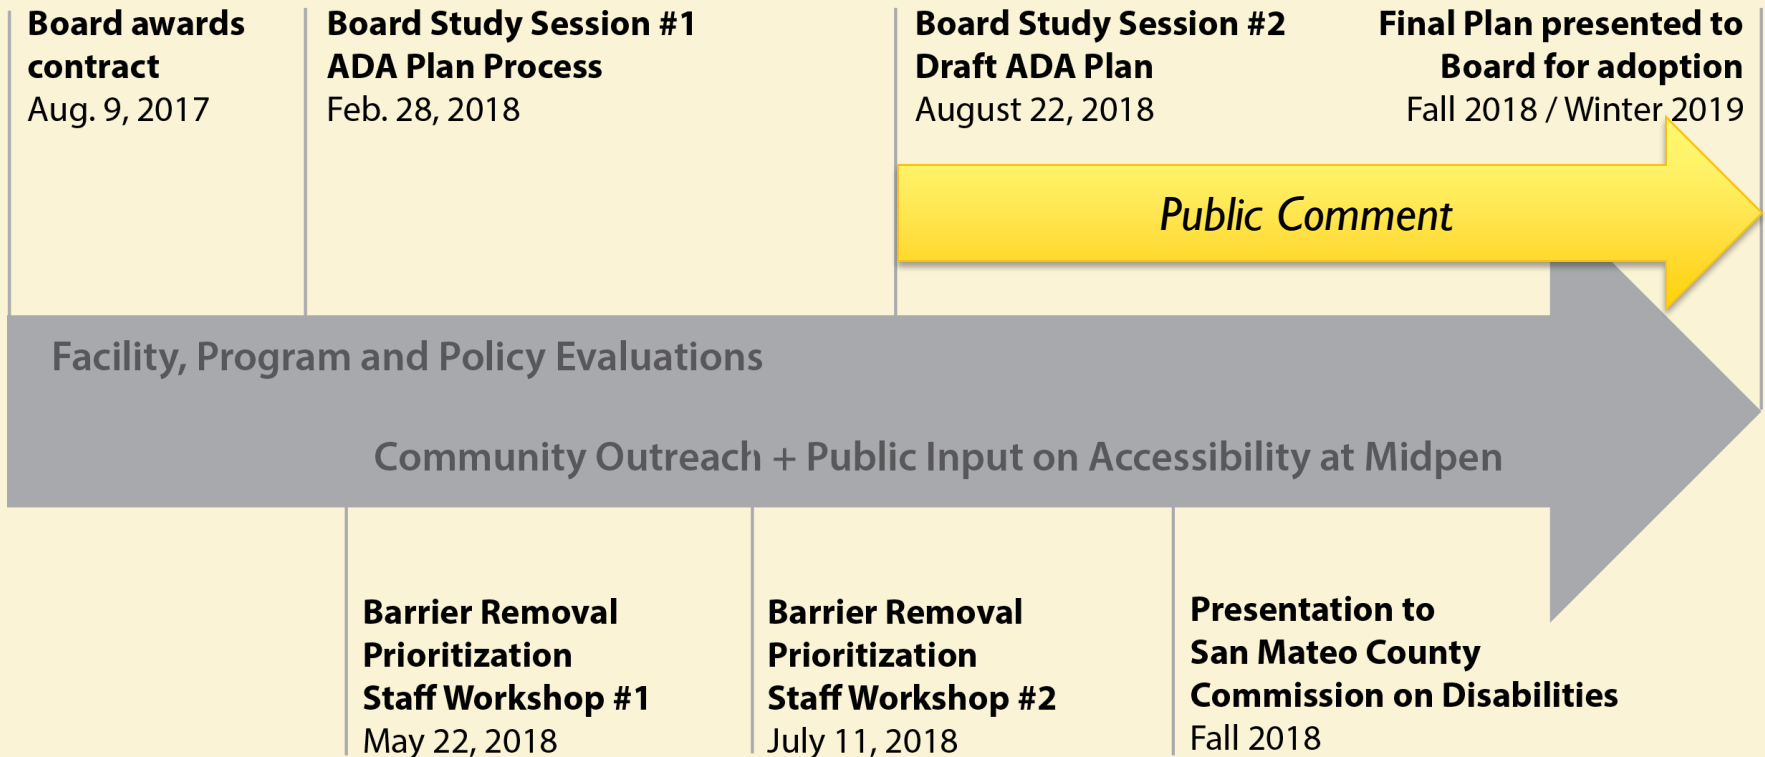 Board awards
contract
Aug. 9, 2017
Board Study Session #1
ADA Plan Process
Feb. 28, 2018
Board Study Session #2
Draft ADA Plan
August 22, 2018
Final Plan presented to
Board for adoption
Fall 2018 / Winter 2019
Public Comment
Facility, Program and Policy Evaluations
Community Outreach + Public Input on Accessibility at Midpen
Barrier Removal
Prioritization
Staff Workshop #1
May 22, 2018
Barrier Removal
Prioritization
Staff Workshop #2
July 11, 2018
Presentation to
San Mateo County
Commission on Disabilities
Fall 2018